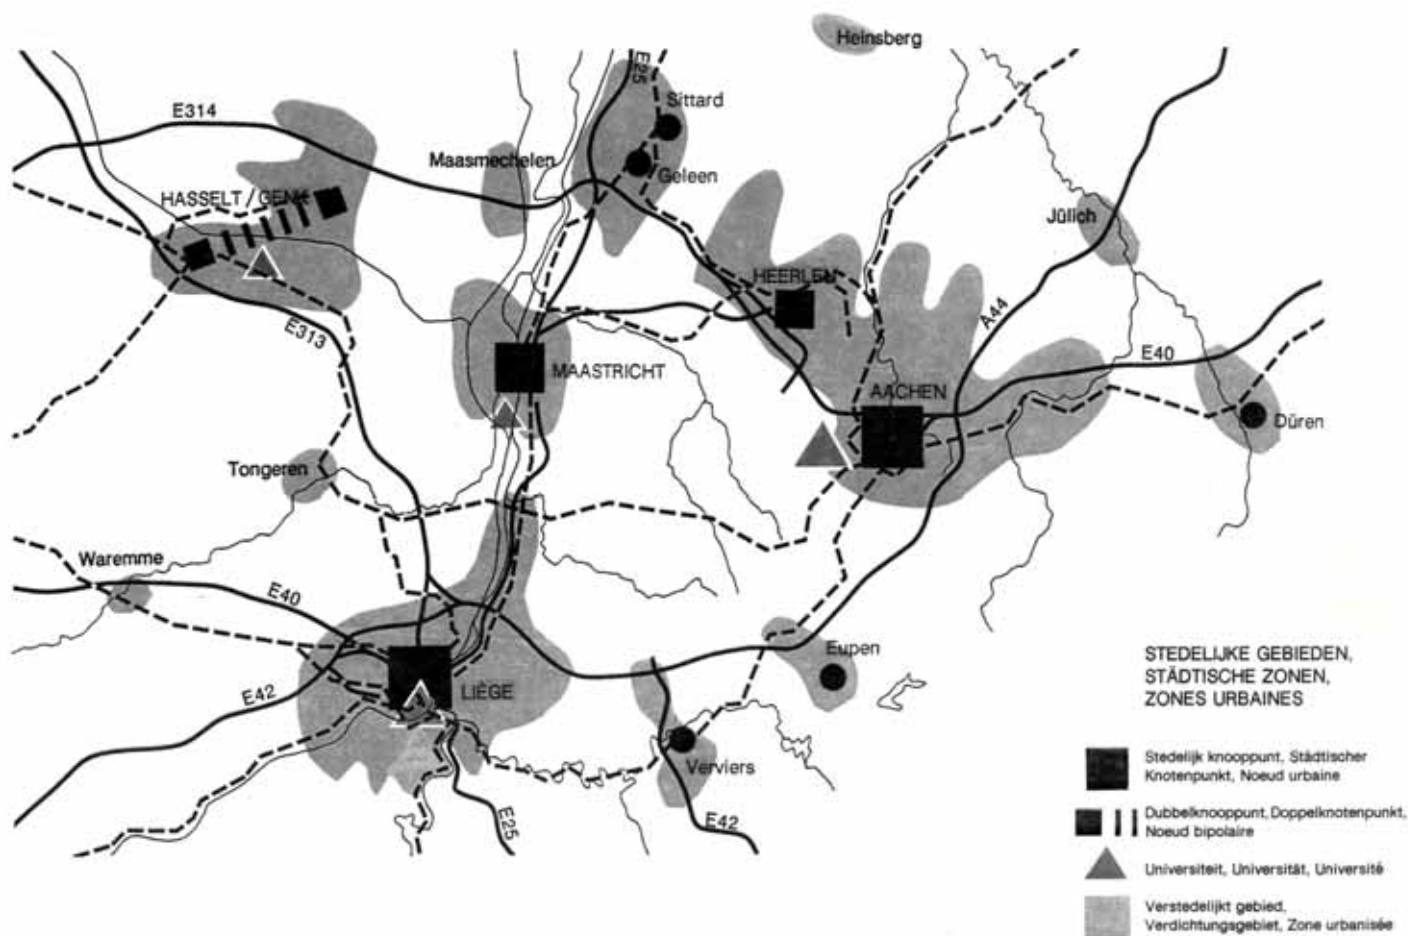 Heinsberg
E25
Sittard
E314
Maasmechelen
Geleen
HASSELT / GENK
Jülich
HEERLEN
A44
E313
E40
MAASTRICHT
AACHEN
Düren
Tongeren
Waremme
E40
Eupen
E42
LIÈGE
Verviers
E25
E42
STEDELIJKE GEBIEDEN,
STÄDTISCHE ZONEN,
ZONES URBAINES
Stedelijk knooppunt, Städtischer
Knotenpunkt, Noeud urbaine
Dubbelknooppunt, Doppelknotenpunkt,
Noeud bipolaire
Universiteit, Universität, Université
Verstedelijkt gebied,
Verdichtungsgebiet, Zone urbanisée